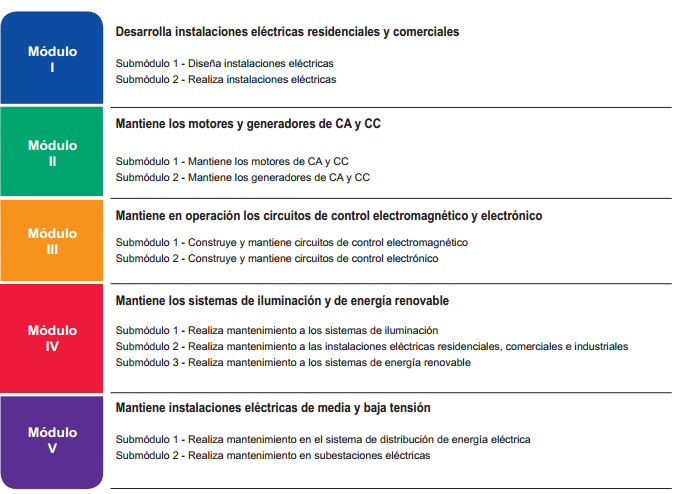 Módulo
I
Desarrolla instalaciones eléctricas residenciales y comerciales
Submódulo 1 - Diseña instalaciones eléctricas
Submódulo 2 - Realiza instalaciones eléctricas
Módulo
II
Mantiene los motores y generadores de CA y CC
Submódulo 1 - Mantiene los motores de CA y CC
Submódulo 2 - Mantiene los generadores de CA y CC
Módulo
III
Mantiene en operación los circuitos de control electromagnético y electrónico
Submódulo 1 - Construye y mantiene circuitos de control electromagnético
Submódulo 2 - Construye y mantiene circuitos de control electrónico
Módulo
IV
Mantiene los sistemas de iluminación y de energía renovable
Submódulo 1 - Realiza mantenimiento a los sistemas de iluminación
Submódulo 2 - Realiza mantenimiento a las instalaciones eléctricas residenciales, comerciales e industriales
Submódulo 3 - Realiza mantenimiento a los sistemas de energía renovable
Módulo
V
Mantiene instalaciones eléctricas de media y baja tensión
Submódulo 1 - Realiza mantenimiento en el sistema de distribución de energía eléctrica
Submódulo 2 - Realiza mantenimiento en subestaciones eléctricas